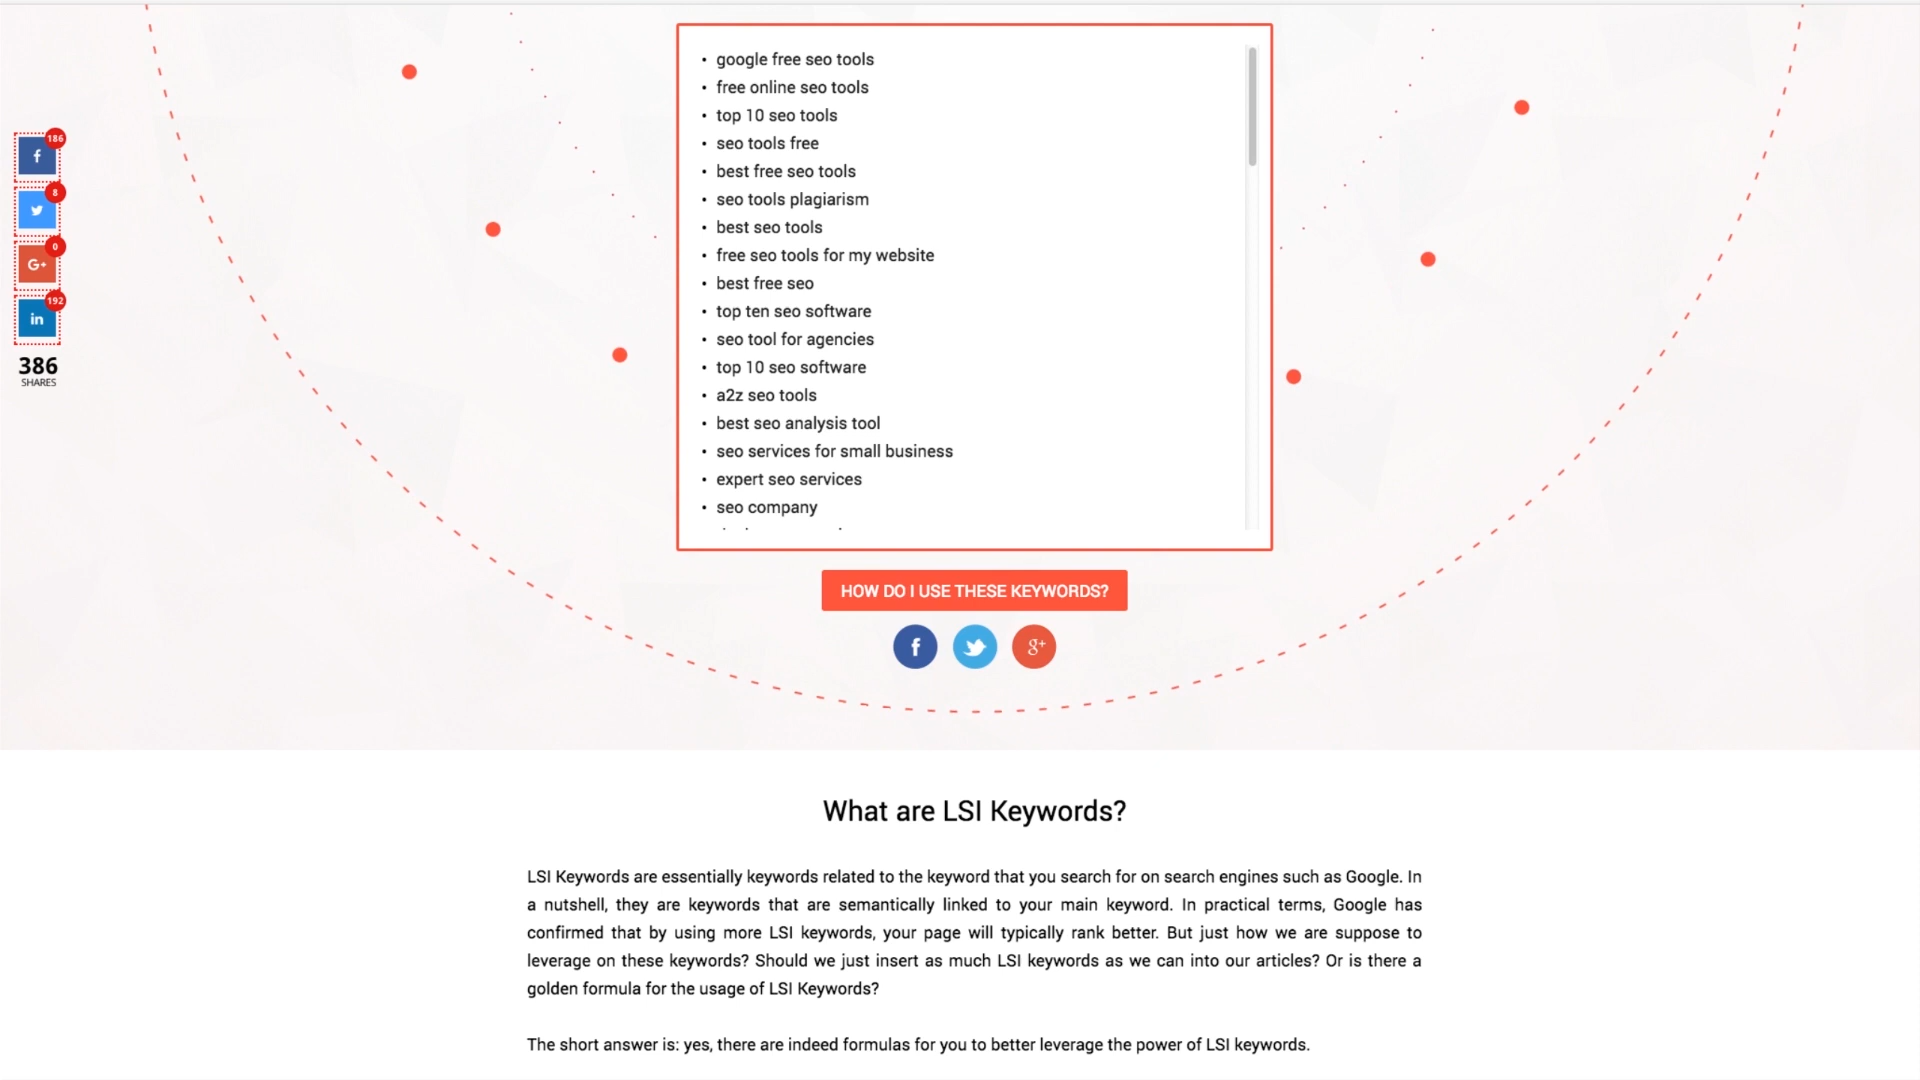 google free seo tools
free online seo tools
top 10 seo tools
seo tools free
best free seo tools
seo tools plagiarism
best seo tools
free seo tools for my website
best free seo
top ten seo software
seo tool for agencies
top 10 seo software
a2z seo tools
best seo analysis tool
seo services for small business
expert seo services
seo company
186
f
8
0
G+
192
in
386
SHARES
HOW DO I USE THESE KEYWORDS?
f g+
What are LSI Keywords?
LSI Keywords are essentially keywords related to the keyword that you search for on search engines such as Google. In
a nutshell, they are keywords that are semantically linked to your main keyword. In practical terms, Google has
confirmed that by using more LSI keywords, your page will typically rank better. But just how we are suppose to
leverage on these keywords? Should we just insert as much LSI keywords as we can into our articles? Or is there a
golden formula for the usage of LSI Keywords?
The short answer is: yes, there are indeed formulas for you to better leverage the power of LSI keywords.